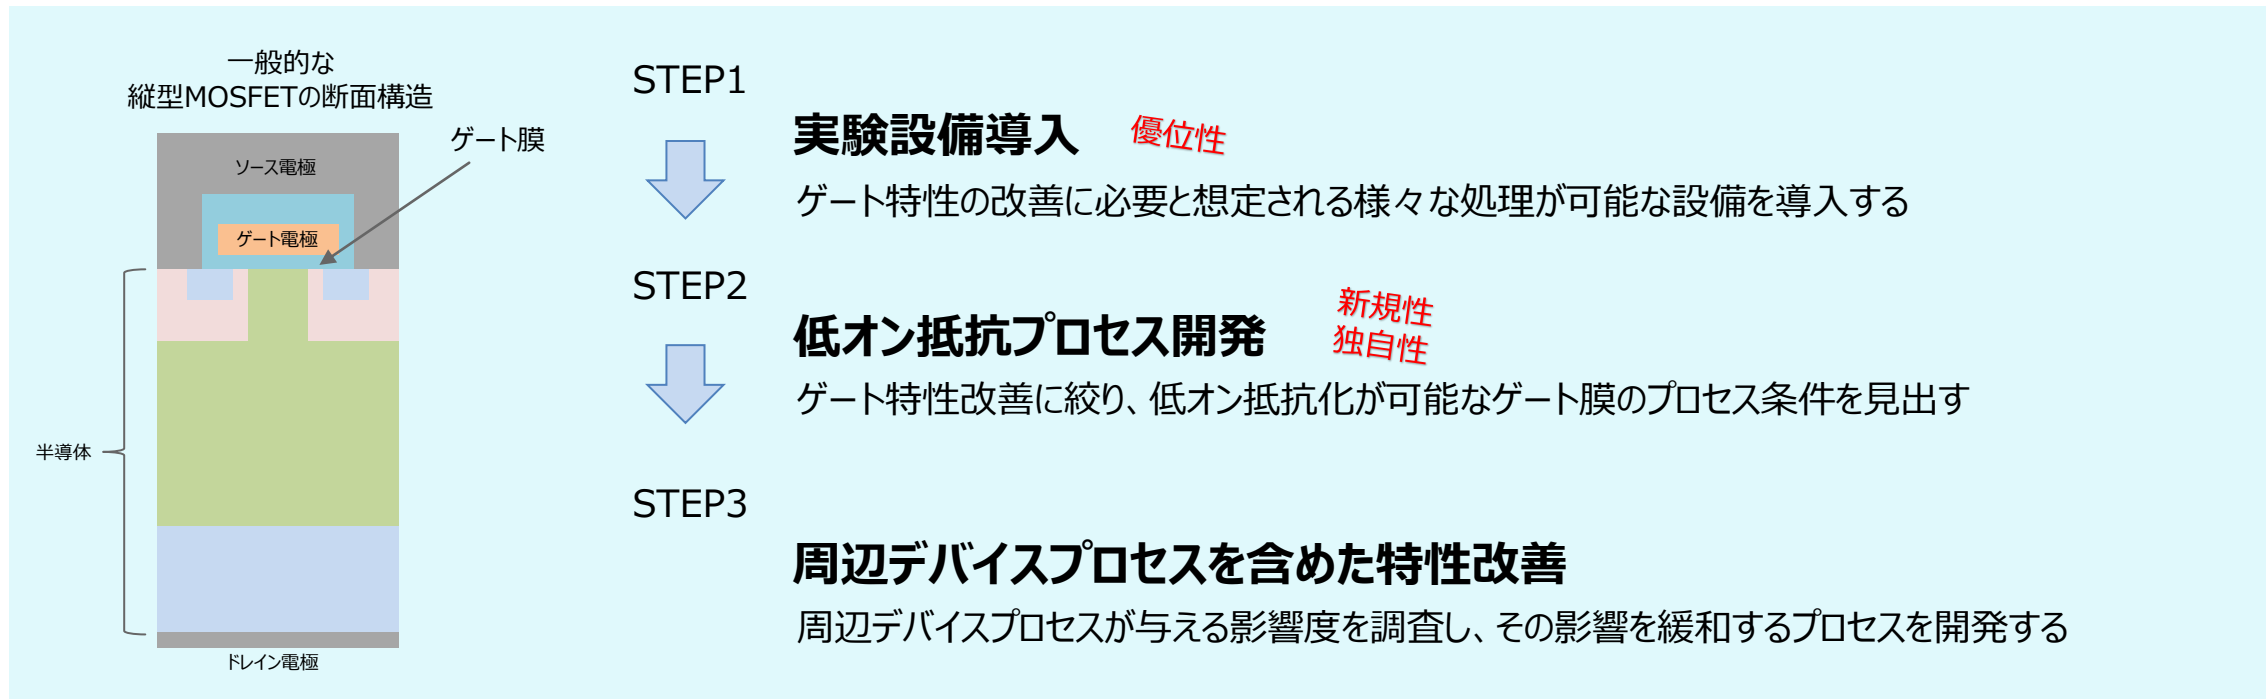 一般的な
縦型MOSFETの断面構造
ゲート膜
ソース電極
ゲート電極
半導体
ドレイン電極
STEP1
実験設備導入
優位性
ゲート特性の改善に必要と想定される様々な処理が可能な設備を導入する
STEP2
低オン抵抗プロセス開発
新規性
独自性
ゲート特性改善に絞り、低オン抵抗化が可能なゲート膜のプロセス条件を見出す
STEP3
周辺デバイスプロセスを含めた特性改善
周辺デバイスプロセスが与える影響度を調査し、その影響を緩和するプロセスを開発する